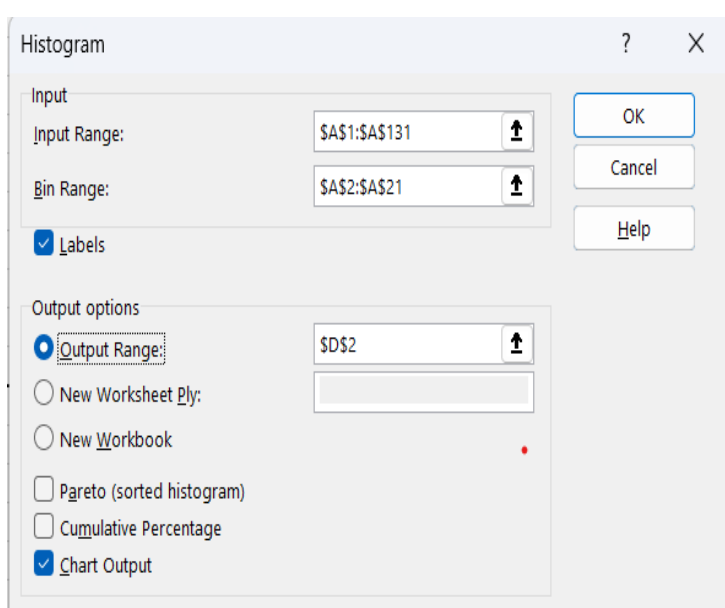 Histogram ? X
Input
Input Range: $A$1:$A$131
Bin Range: $A$2:$A$21
Labels
OK
Cancel
Help
Output options
Output Range: $D$2
New Worksheet Ply:
New Workbook
Pareto (sorted histogram)
Cumulative Percentage
Chart Output